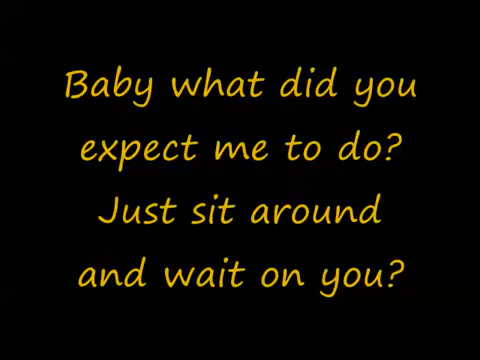 Baby what did you
expect me to do?
Just sit around
and wait on you?